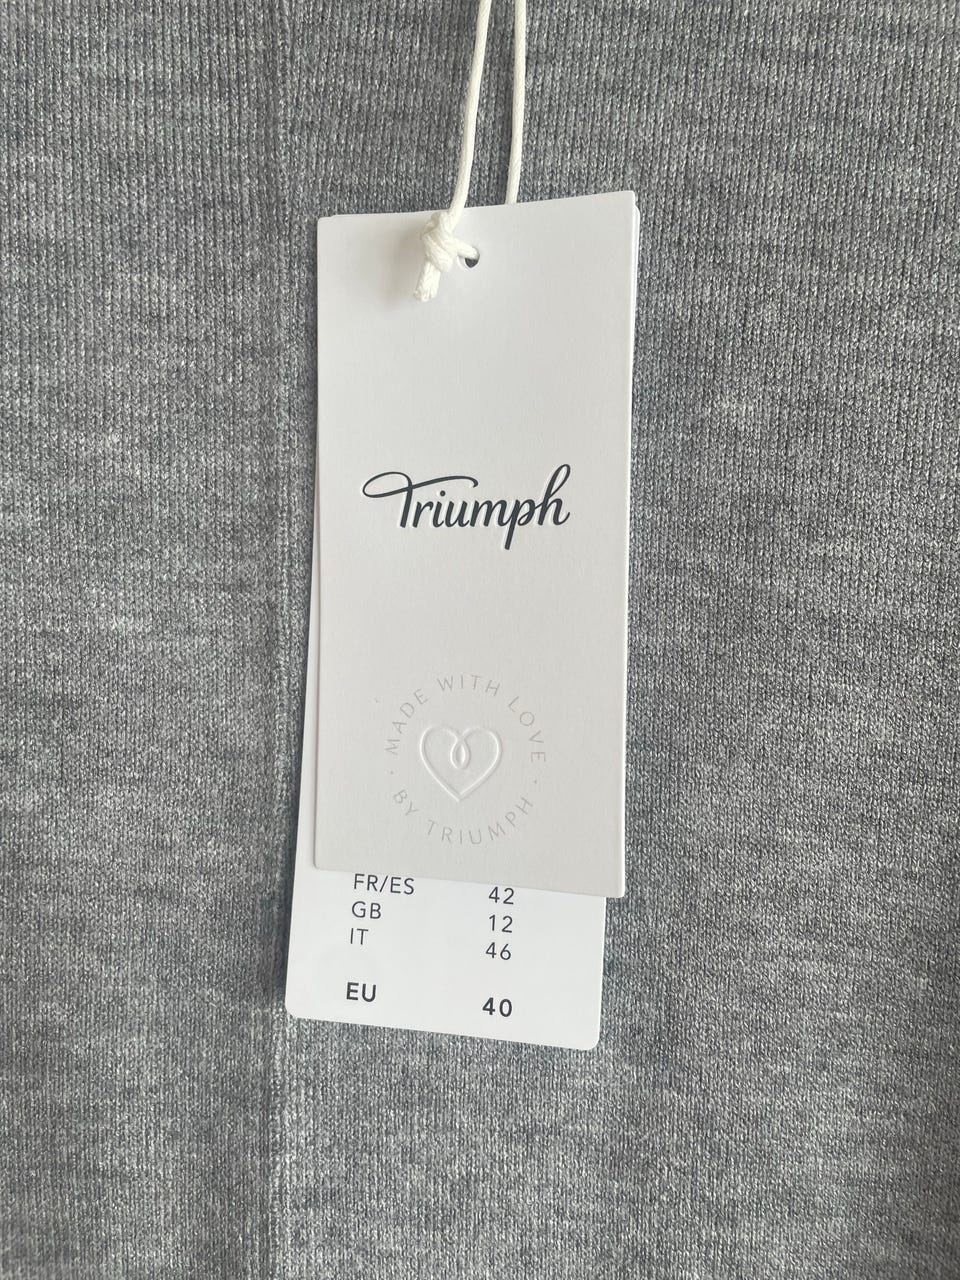 Triumph
MADE WITH LOVE
· BY TRIUMPH ·
FR/ES 42
GB 12
IT 46
EU 40